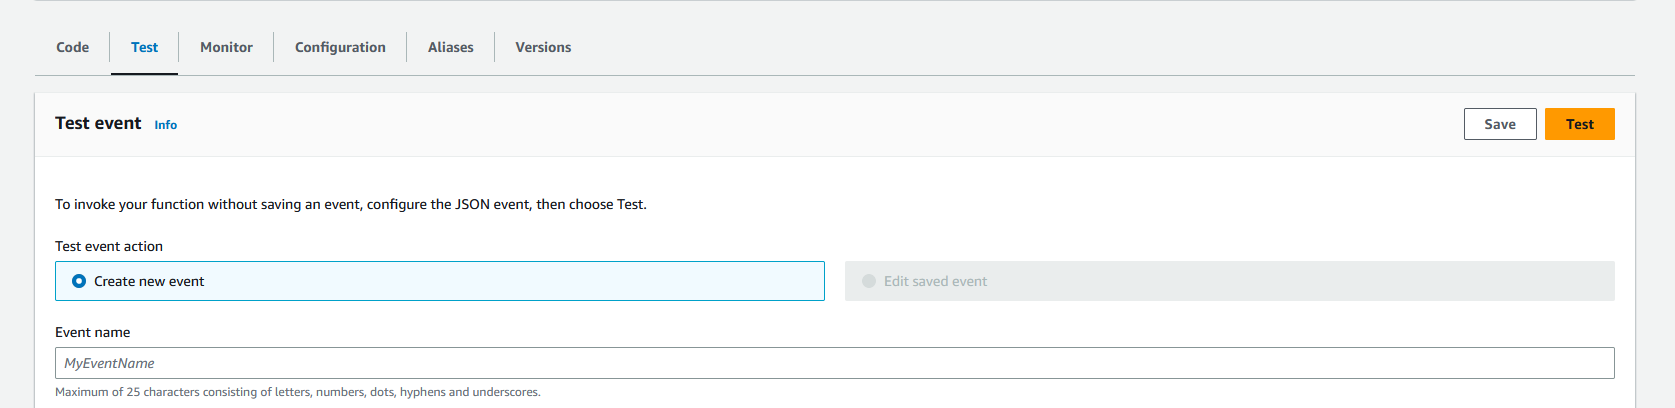 Code Test Monitor Configuration Aliases Versions
Test event Info Save Test
To invoke your function without saving an event, configure the JSON event, then choose Test.
Test event action
Create new event Edit saved event
Event name
MyEventName
Maximum of 25 characters consisting of letters, numbers, dots, hyphens and underscores.